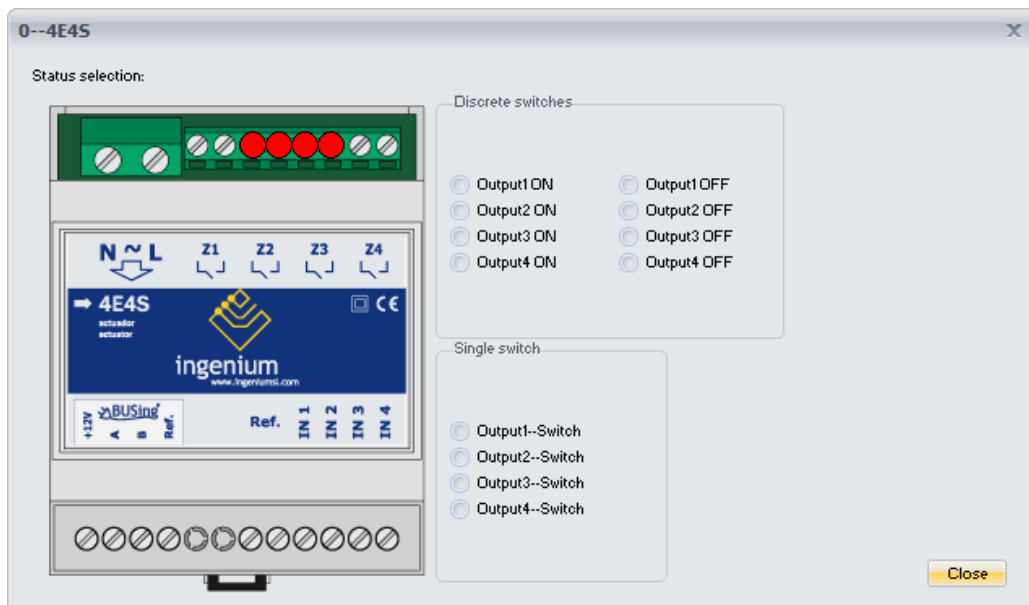 0--4E4S
X
Status selection:
Discrete switches
Output1 ON
Output1 OFF
Output2 ON
Output2 OFF
Output3 ON
Output3 OFF
Output4 ON
Output4 OFF
N ~ L
Z1 Z2 Z3 Z4
➡ 4E4S
CE
actuador
actuator
ingenium
www.ingeniumsl.com
+12V
A
B
Ref.
BUSing
Ref.
IN 1
IN 2
IN 3
IN 4
Single switch
Output1--Switch
Output2--Switch
Output3--Switch
Output4--Switch
Close